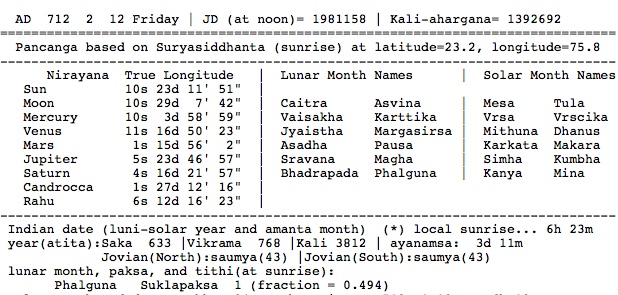 AD 712 2 12 Friday | JD (at noon)= 1981158 | Kali-ahargana= 1392692
Pancanga based on Suryasiddhanta (sunrise) at latitude=23.2, longitude=75.8
Nirayana True Longitude | Lunar Month Names | Solar Month Names
Sun 10s 23d 11' 51" |
Moon 10s 29d 7' 42" | Caitra Asvina | Mesa Tula
Mercury 10s 3d 58' 59" | Vaisakha Karttika | Vrsa Vrscika
Venus 11s 16d 50' 23" | Jyaistha Margasirsa | Mithuna Dhanus
Mars 1s 15d 56' 2" | Asadha Pausa | Karkata Makara
Jupiter 5s 23d 46' 57" | Sravana Magha | Simha Kumbha
Saturn 4s 16d 21' 57" | Bhadrapada Phalguna | Kanya Mina
Candrocca 1s 27d 12' 16" |
Rahu 6s 12d 16' 23" |
Indian date (luni-solar year and amanta month) (*) local sunrise... 6h 23m
year(atita):Saka 633 |Vikrama 768 |Kali 3812 | ayanamsa: 3d 11m
Jovian(North):saumya(43) |Jovian(South):saumya(43)
lunar month, paksa, and tithi(at sunrise):
Phalguna Suklapaksa 1 (fraction = 0.494)